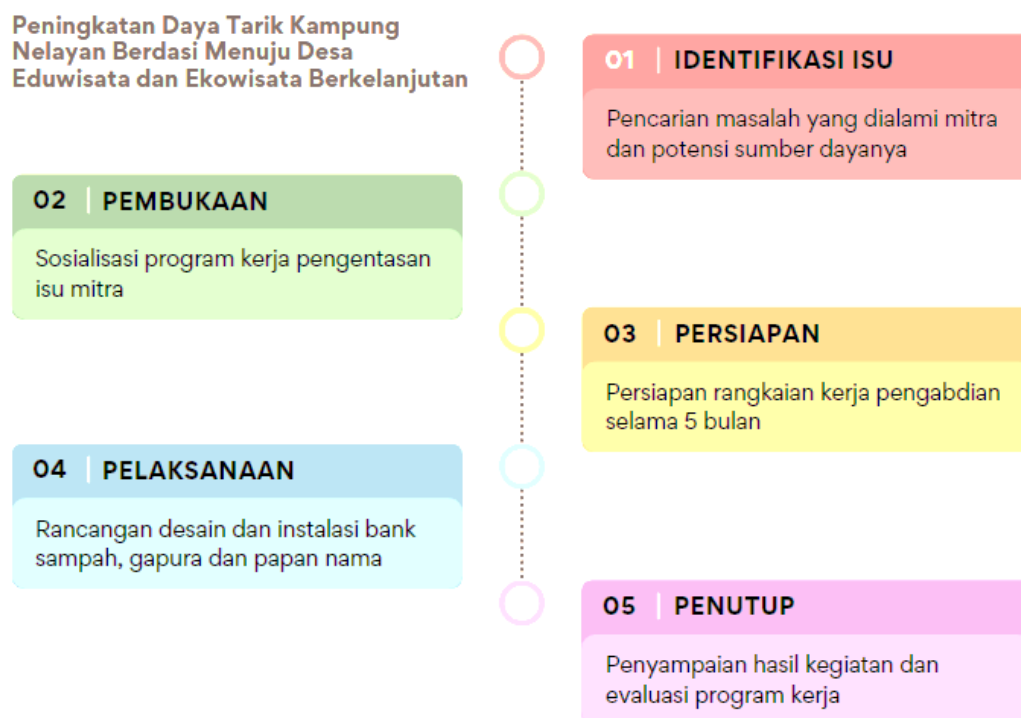 Peningkatan Daya Tarik Kampung
Nelayan Berdasi Menuju Desa
Eduwisata dan Ekowisata Berkelanjutan
01 | IDENTIFIKASI ISU
Pencarian masalah yang dialami mitra
dan potensi sumber dayanya
02 | PEMBUKAAN
Sosialisasi program kerja pengentasan
isu mitra
03 | PERSIAPAN
Persiapan rangkaian kerja pengabdian
selama 5 bulan
04 | PELAKSANAAN
Rancangan desain dan instalasi bank
sampah, gapura dan papan nama
05 | PENUTUP
Penyampaian hasil kegiatan dan
evaluasi program kerja